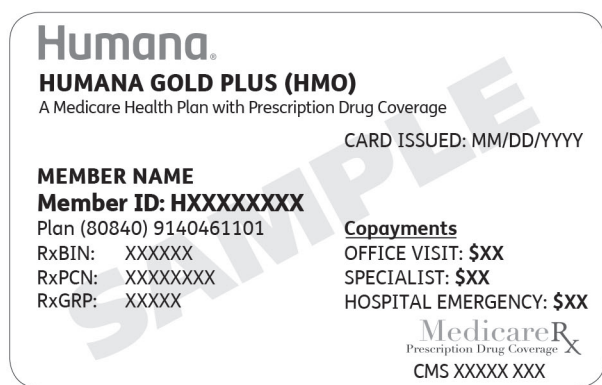 Humana®
HUMANA GOLD PLUS (HMO)
A Medicare Health Plan with Prescription Drug Coverage
CARD ISSUED: MM/DD/YYYY
MEMBER NAME
Member ID: HXXXXXXXX
Plan (80840) 9140461101
RxBIN: XXXXXX
RxPCN: XXXXXXXX
RxGRP: XXXXX
Copayments
OFFICE VISIT: $XX
SPECIALIST: $XX
HOSPITAL EMERGENCY: $XX
MedicareRx
Prescription Drug Coverage
CMS XXXXX XXX
SAMPLE